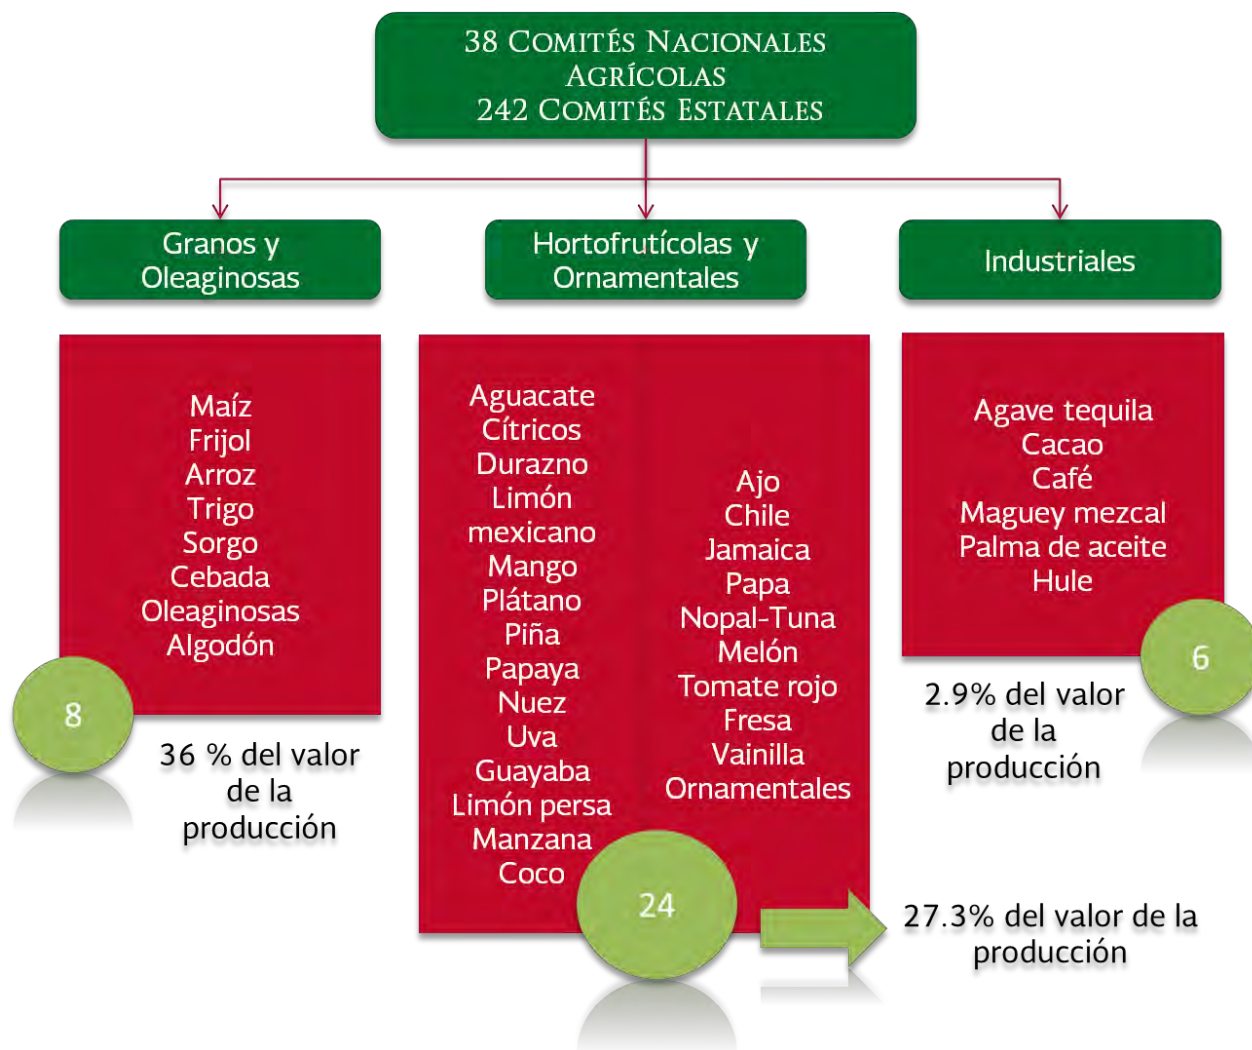 38 COMITÉS NACIONALES
AGRÍCOLAS
242 COMITÉS ESTATALES
Granos y
Oleaginosas
Maíz
Frijol
Arroz
Trigo
Sorgo
Cebada
Oleaginosas
Algodón
8
36 % del valor
de la
producción
Hortofrutícolas y
Ornamentales
Aguacate
Cítricos
Durazno
Limón
mexicano
Mango
Plátano
Piña
Papaya
Nuez
Uva
Guayaba
Limón persa
Manzana
Coco
Ajo
Chile
Jamaica
Papa
Nopal-Tuna
Melón
Tomate rojo
Fresa
Vainilla
Ornamentales
24
27.3% del valor de la
producción
Industriales
Agave tequila
Cacao
Café
Maguey mezcal
Palma de aceite
Hule
6
2.9% del valor
de la
producción